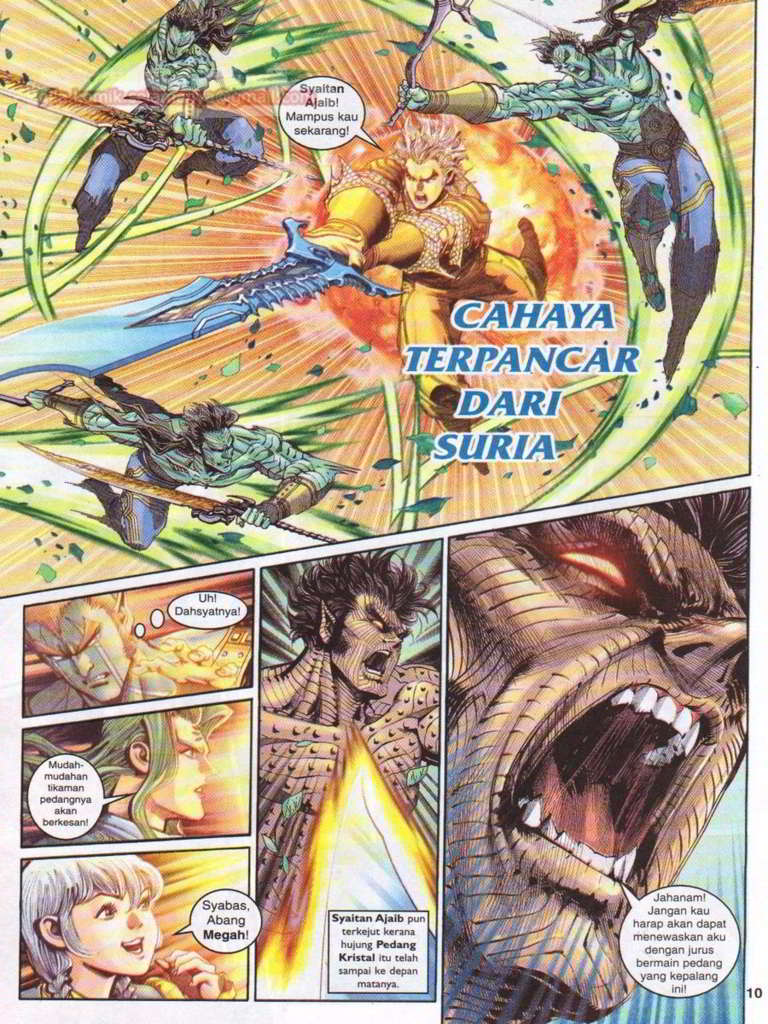 Syaitan
Ajaib!
Mampus kau
sekarang!
CAHAYA
TERPANCAR
DARI
SURIA
Uh!
Dahsyatnya!
Mudah-
mudahan
tikaman
pedangnya
akan
berkesan!
Syabas,
Abang
Megah!
Syaitan Ajaib pun
terkejut kerana
hujung Pedang
Kristal itu telah
sampai ke depan
matanya.
Jahanam!
Jangan kau
harap akan dapat
menewaskan aku
dengan jurus
bermain pedang
yang kepalang
ini!
10